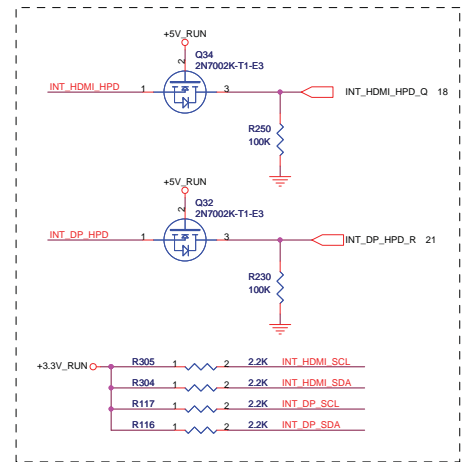 +5V_RUN
Q34
2N7002K-T1-E3
2
INT_HDMI_HPD 1 3 INT_HDMI_HPD_Q 18
R250
100K
+5V_RUN
Q32
2N7002K-T1-E3
2
INT_DP_HPD 1 3 INT_DP_HPD_R 21
R230
100K
+3.3V_RUN
R305 1 2 2.2K INT_HDMI_SCL
R304 1 2 2.2K INT_HDMI_SDA
R117 1 2 2.2K INT_DP_SCL
R116 1 2 2.2K INT_DP_SDA